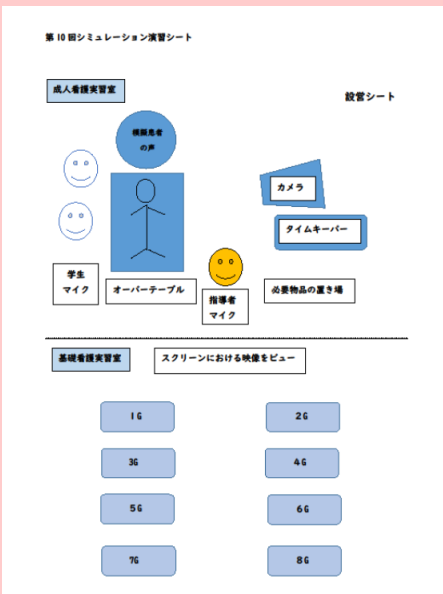 第10回シミュレーション演習シート
成人看護実習室
設営シート
模擬患者
の声
カメラ
タイムキーパー
学生
マイク
オーバーテーブル
指導者
マイク
必要物品の置き場
基礎看護実習室
スクリーンにおける映像をビュー
1G
2G
3G
4G
5G
6G
7G
8G